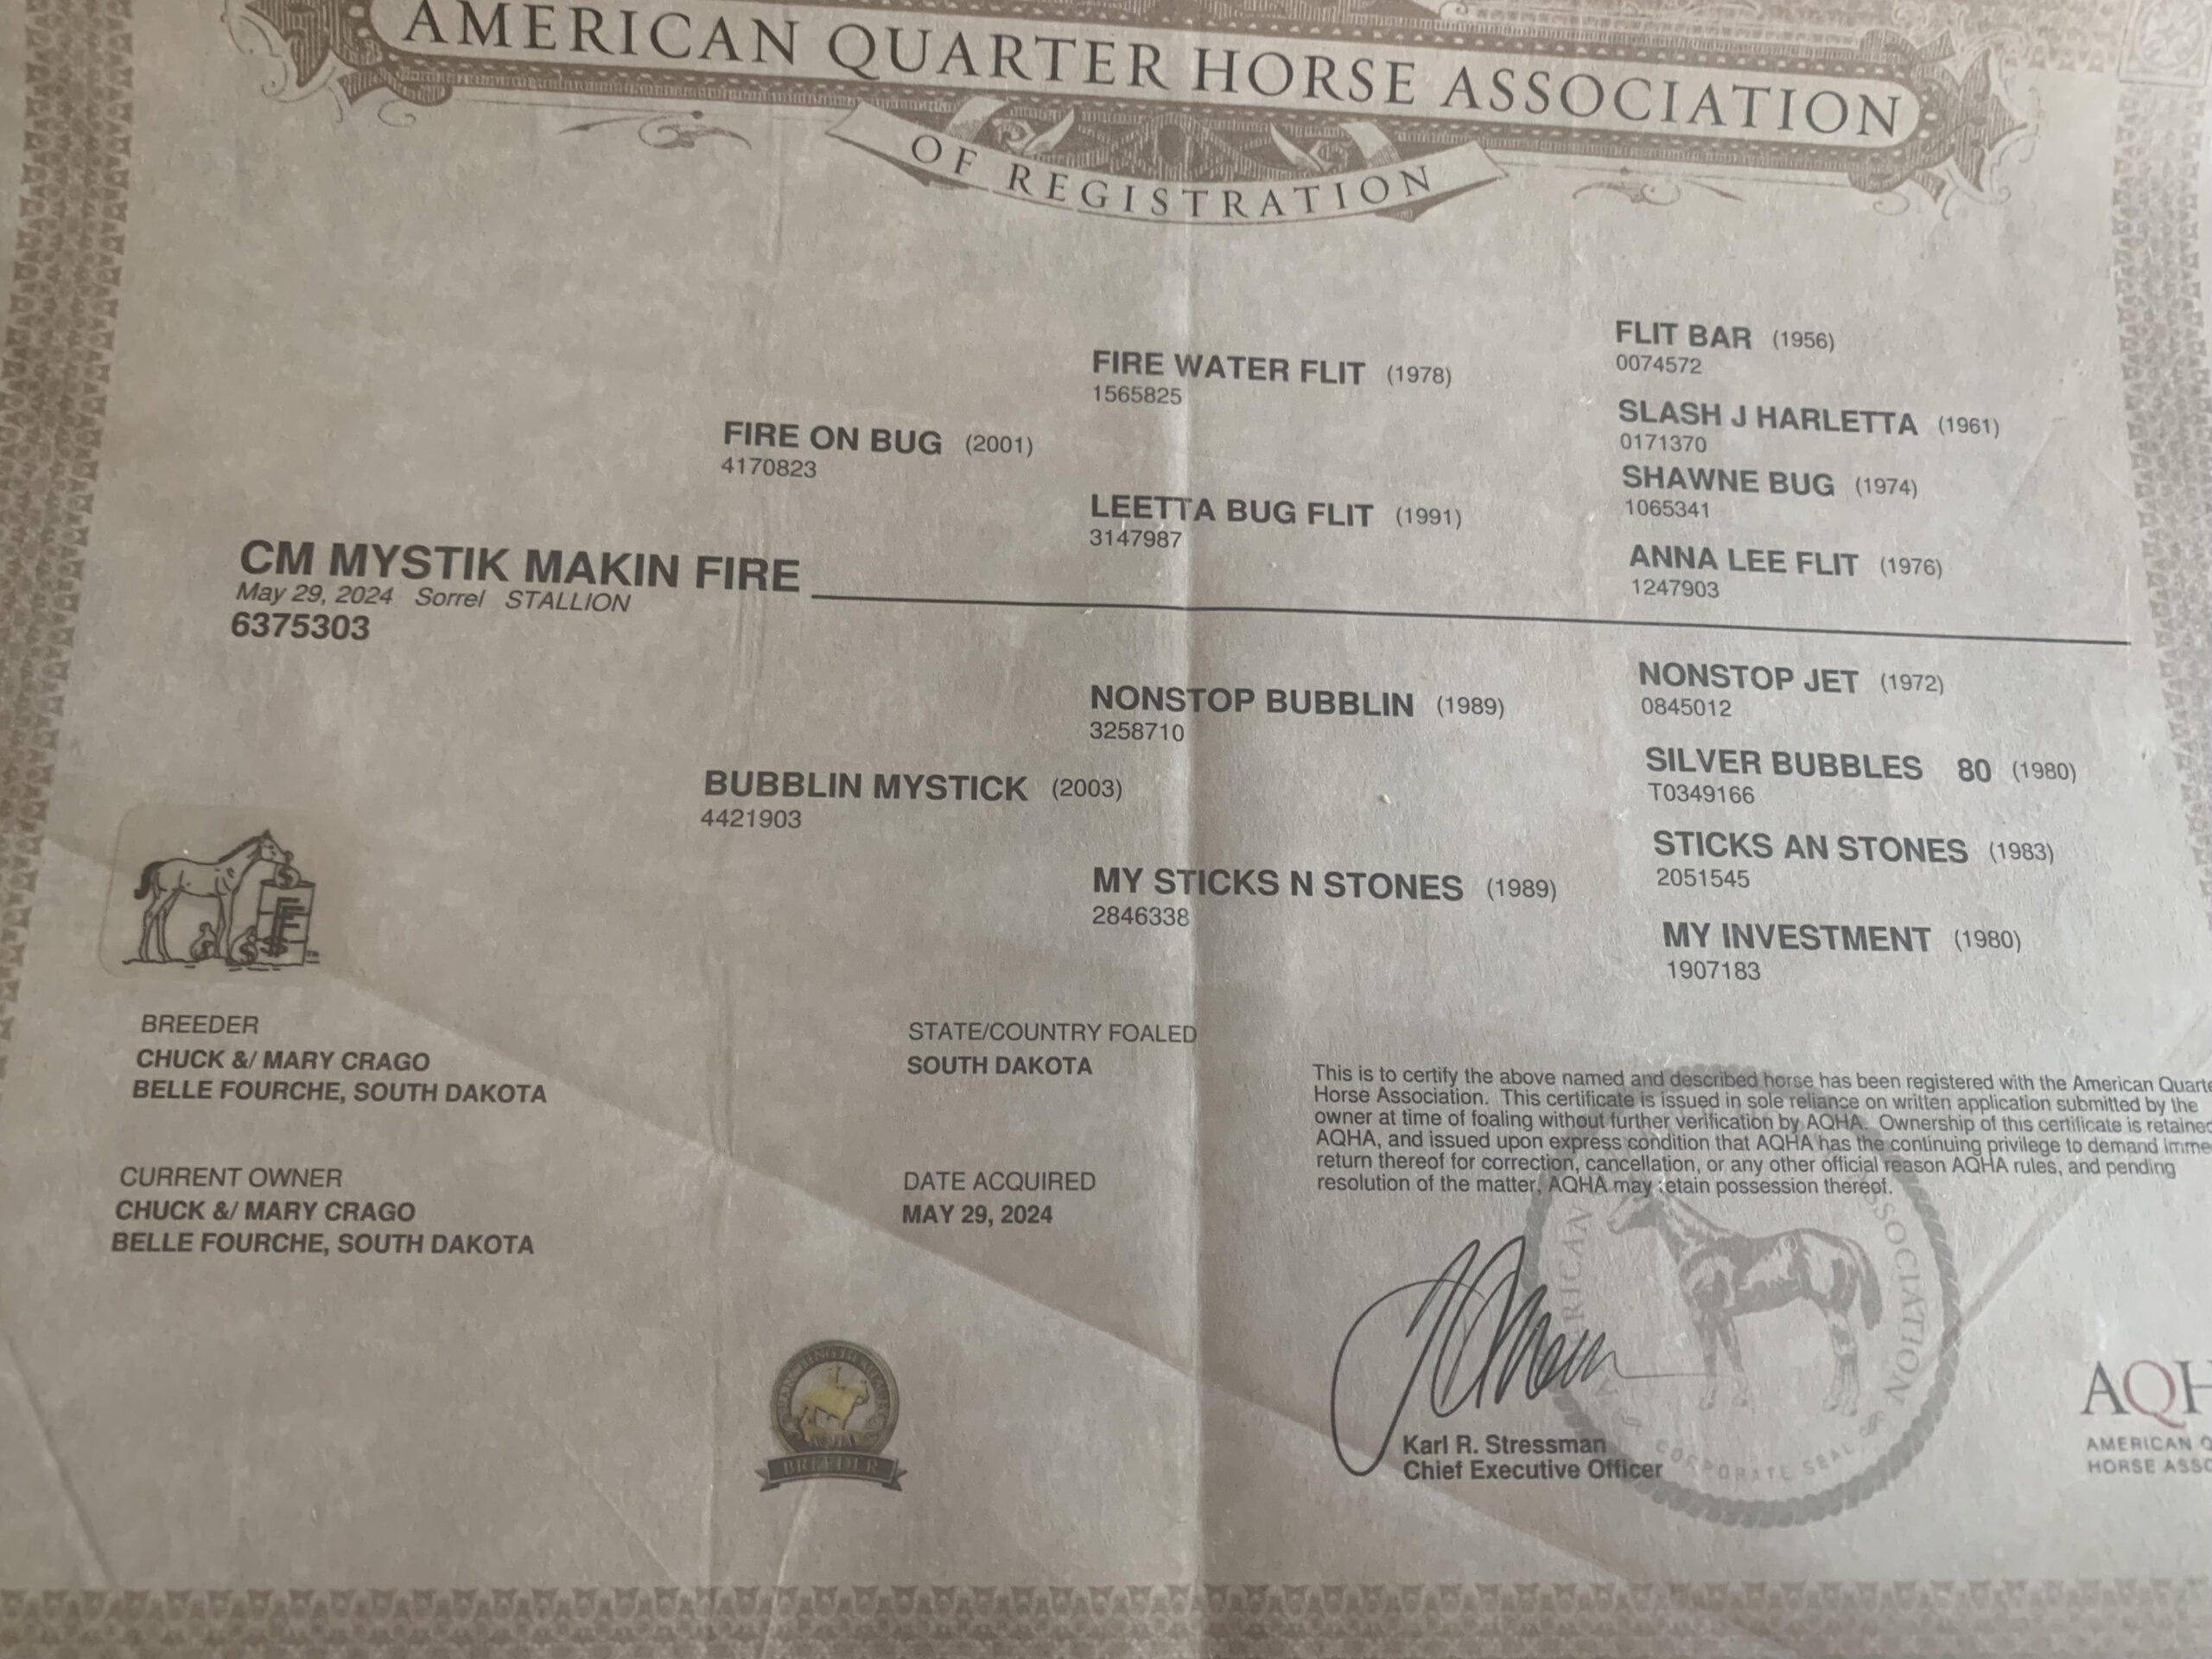 AMERICAN QUARTER HORSE ASSOCIATION
OF REGISTRATION
FLIT BAR (1956)
0074572
FIRE WATER FLIT (1978)
1565825
SLASH J HARLETTA (1961)
0171370
FIRE ON BUG (2001)
4170823
SHAWNE BUG (1974)
1065341
LEETTA BUG FLIT (1991)
3147987
ANNA LEE FLIT (1976)
1247903
CM MYSTIK MAKIN FIRE
May 29, 2024 Sorrel STALLION
6375303
NONSTOP JET (1972)
0845012
NONSTOP BUBBLIN (1989)
3258710
SILVER BUBBLES 80 (1980)
T0349166
BUBBLIN MYSTICK (2003)
4421903
STICKS AN STONES (1983)
2051545
MY STICKS N STONES (1989)
2846338
MY INVESTMENT (1980)
1907183
BREEDER
CHUCK &/ MARY CRAGO
BELLE FOURCHE, SOUTH DAKOTA
STATE/COUNTRY FOALED
SOUTH DAKOTA
CURRENT OWNER
CHUCK &/ MARY CRAGO
BELLE FOURCHE, SOUTH DAKOTA
DATE ACQUIRED
MAY 29, 2024
This is to certify the above named and described horse has been registered with the American Quarte
Horse Association. This certificate is issued in sole reliance on written application submitted by the
owner at time of foaling without further verification by AQHA. Ownership of this certificate is retained
AQHA, and issued upon express condition that AQHA has the continuing privilege to demand imme
return thereof for correction, cancellation, or any other official reason AQHA rules, and pending
resolution of the matter, AQHA may retain possession thereof.
RICAN SSOCIATION
CORPORATE SEAL
Karl R. Stressman
Chief Executive Officer
BREEDER
AQH
AMERICAN Q
HORSE ASSO